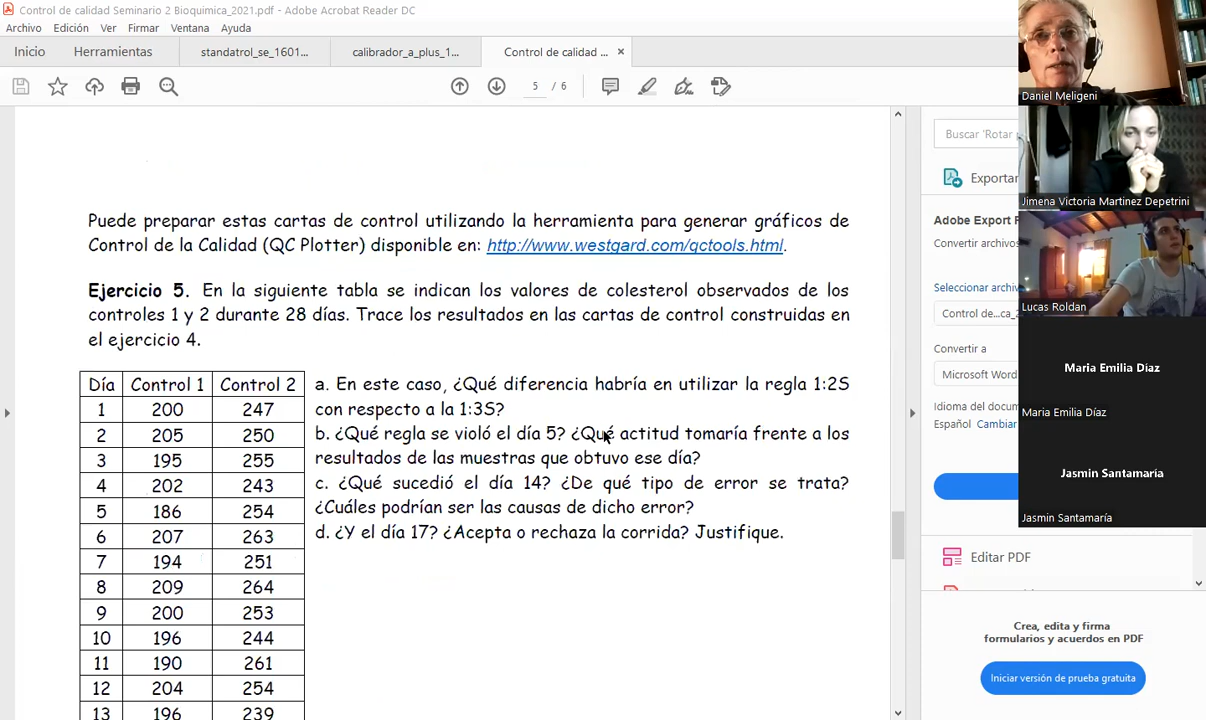 Control de calidad Seminario 2 Bioquimica_2021.pdf - Adobe Acrobat Reader DC
Archivo Edición Ver Firmar Ventana Ayuda
Inicio Herramientas standatrol_se_1601... calibrador_a_plus_1... Control de calidad ... ×
5 / 6
Puede preparar estas cartas de control utilizando la herramienta para generar gráficos de
Control de la Calidad (QC Plotter) disponible en: http://www.westgard.com/qctools.html.
Ejercicio 5. En la siguiente tabla se indican los valores de colesterol observados de los
controles 1 y 2 durante 28 días. Trace los resultados en las cartas de control construidas en
el ejercicio 4.
Día Control 1 Control 2
1 200 247
2 205 250
3 195 255
4 202 243
5 186 254
6 207 263
7 194 251
8 209 264
9 200 253
10 196 244
11 190 261
12 204 254
13 196 239
a. En este caso, ¿Qué diferencia habría en utilizar la regla 1:2S
con respecto a la 1:3S?
b. ¿Qué regla se violó el día 5? ¿Qué actitud tomaría frente a los
resultados de las muestras que obtuvo ese día?
c. ¿Qué sucedió el día 14? ¿De qué tipo de error se trata?
¿Cuáles podrían ser las causas de dicho error?
d. ¿Y el día 17? ¿Acepta o rechaza la corrida? Justifique.
Buscar 'Rotar
Exportar
Adobe Export
Convertir archivos
Seleccionar archiv
Control de...ca_2
Convertir a
Microsoft Word
Idioma del docum
Español Cambiar
Editar PDF
Crea, edita y firma
formularios y acuerdos en PDF
Iniciar versión de prueba gratuita
Daniel Meligeni
Jimena Victoria Martinez Depetrini
Lucas Roldan
Maria Emilia Diaz
Maria Emilia Díaz
Jasmin Santamaría
Jasmin Santamaría